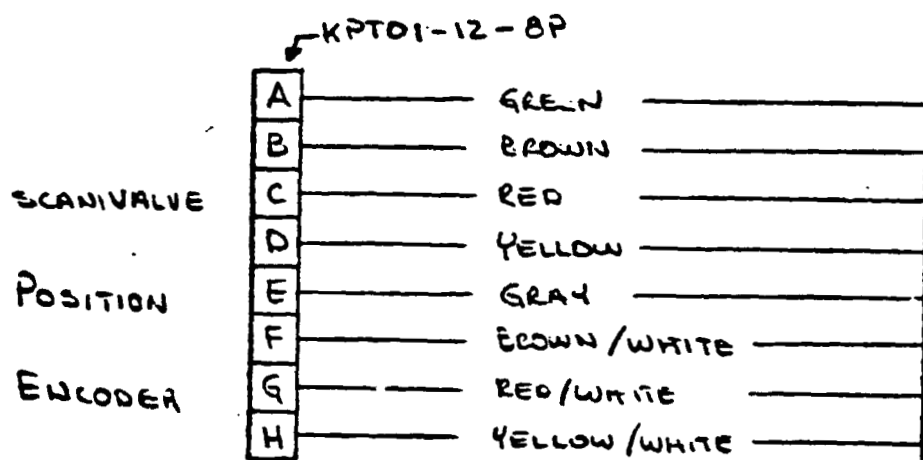 KPT01-12-8P
A GREEN
B BROWN
SCANIVALVE C RED
D YELLOW
POSITION E GRAY
F BROWN/WHITE
ENCODER G RED/WHITE
H YELLOW/WHITE